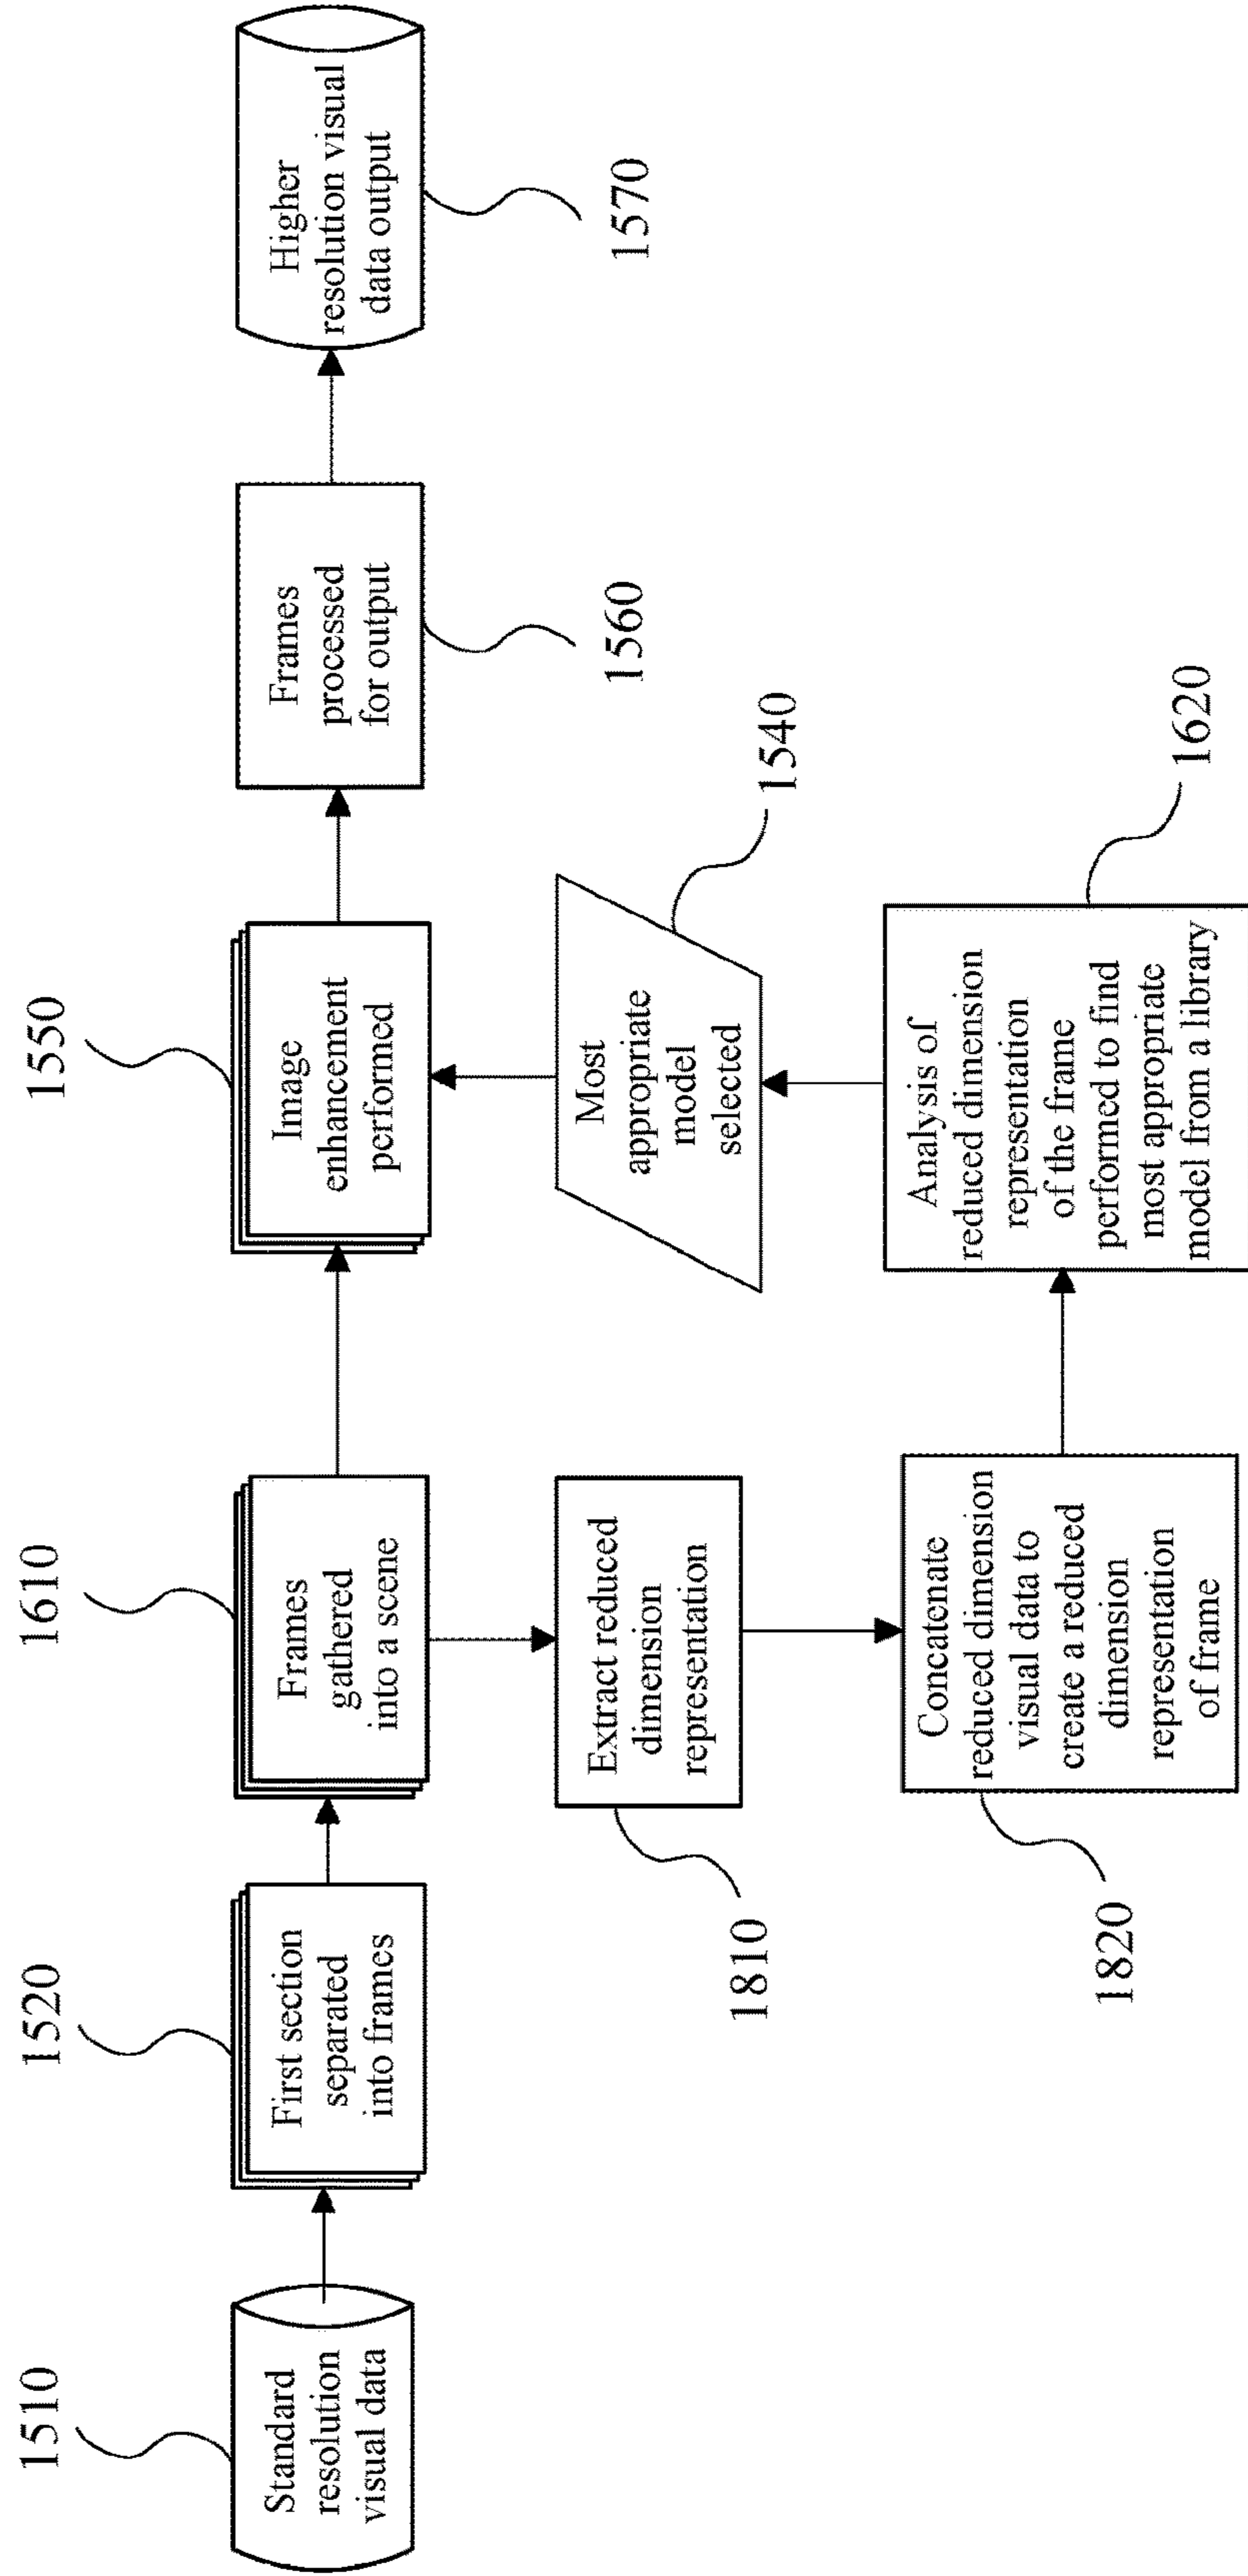 1510
Standard
resolution
visual data
1520
First section
separated
into frames
1610
Frames
gathered
into a scene
1550
Image
enhancement
performed
Frames
processed
for output
1560
Higher
resolution visual
data output
1570
Extract reduced
dimension
representation
1810
Most
appropriate
model
selected
1540
Concatenate
reduced dimension
visual data to
create a reduced
dimension
representation
of frame
1820
Analysis of
reduced dimension
representation
of the frame
performed to find
most appropriate
model from a library
1620